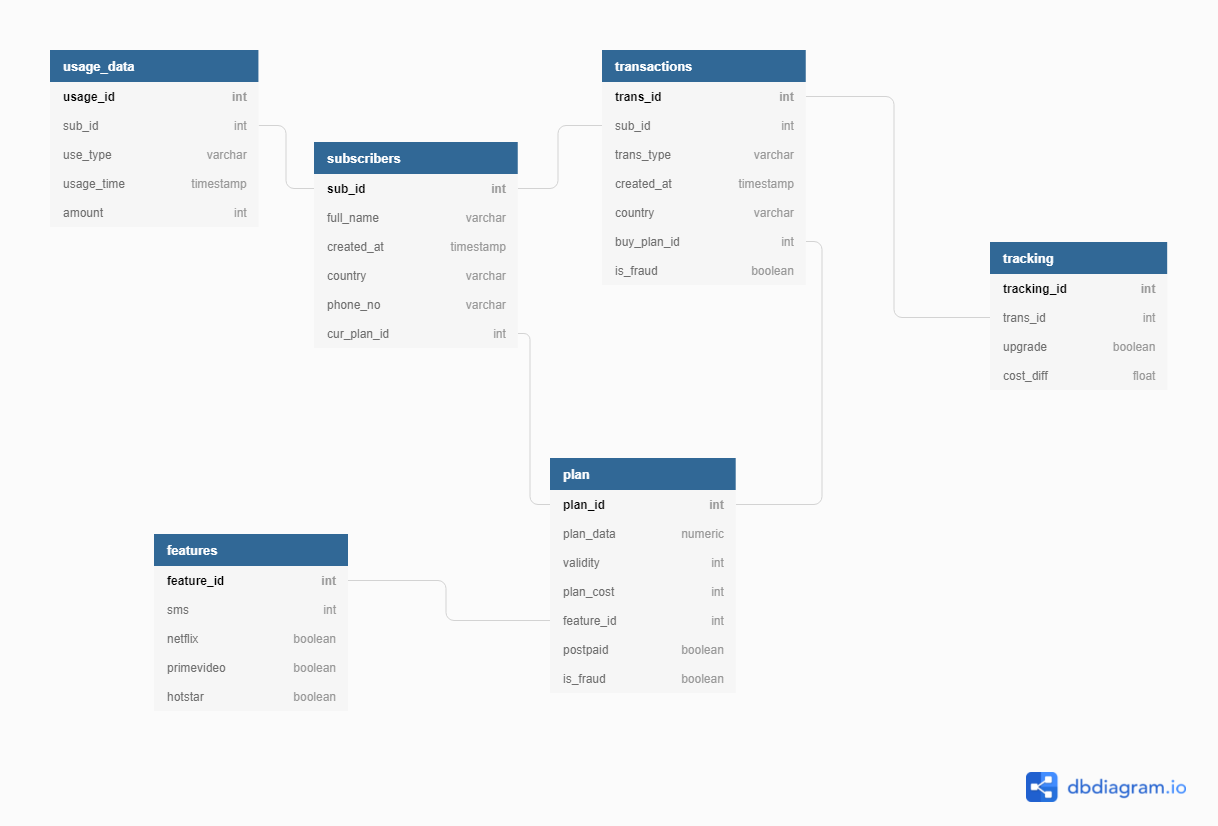 usage_data
usage_id int
sub_id int
use_type varchar
usage_time timestamp
amount int
subscribers
sub_id int
full_name varchar
created_at timestamp
country varchar
phone_no varchar
cur_plan_id int
transactions
trans_id int
sub_id int
trans_type varchar
created_at timestamp
country varchar
buy_plan_id int
is_fraud boolean
tracking
tracking_id int
trans_id int
upgrade boolean
cost_diff float
plan
plan_id int
plan_data numeric
validity int
plan_cost int
feature_id int
postpaid boolean
is_fraud boolean
features
feature_id int
sms int
netflix boolean
primevideo boolean
hotstar boolean
dbdiagram.io